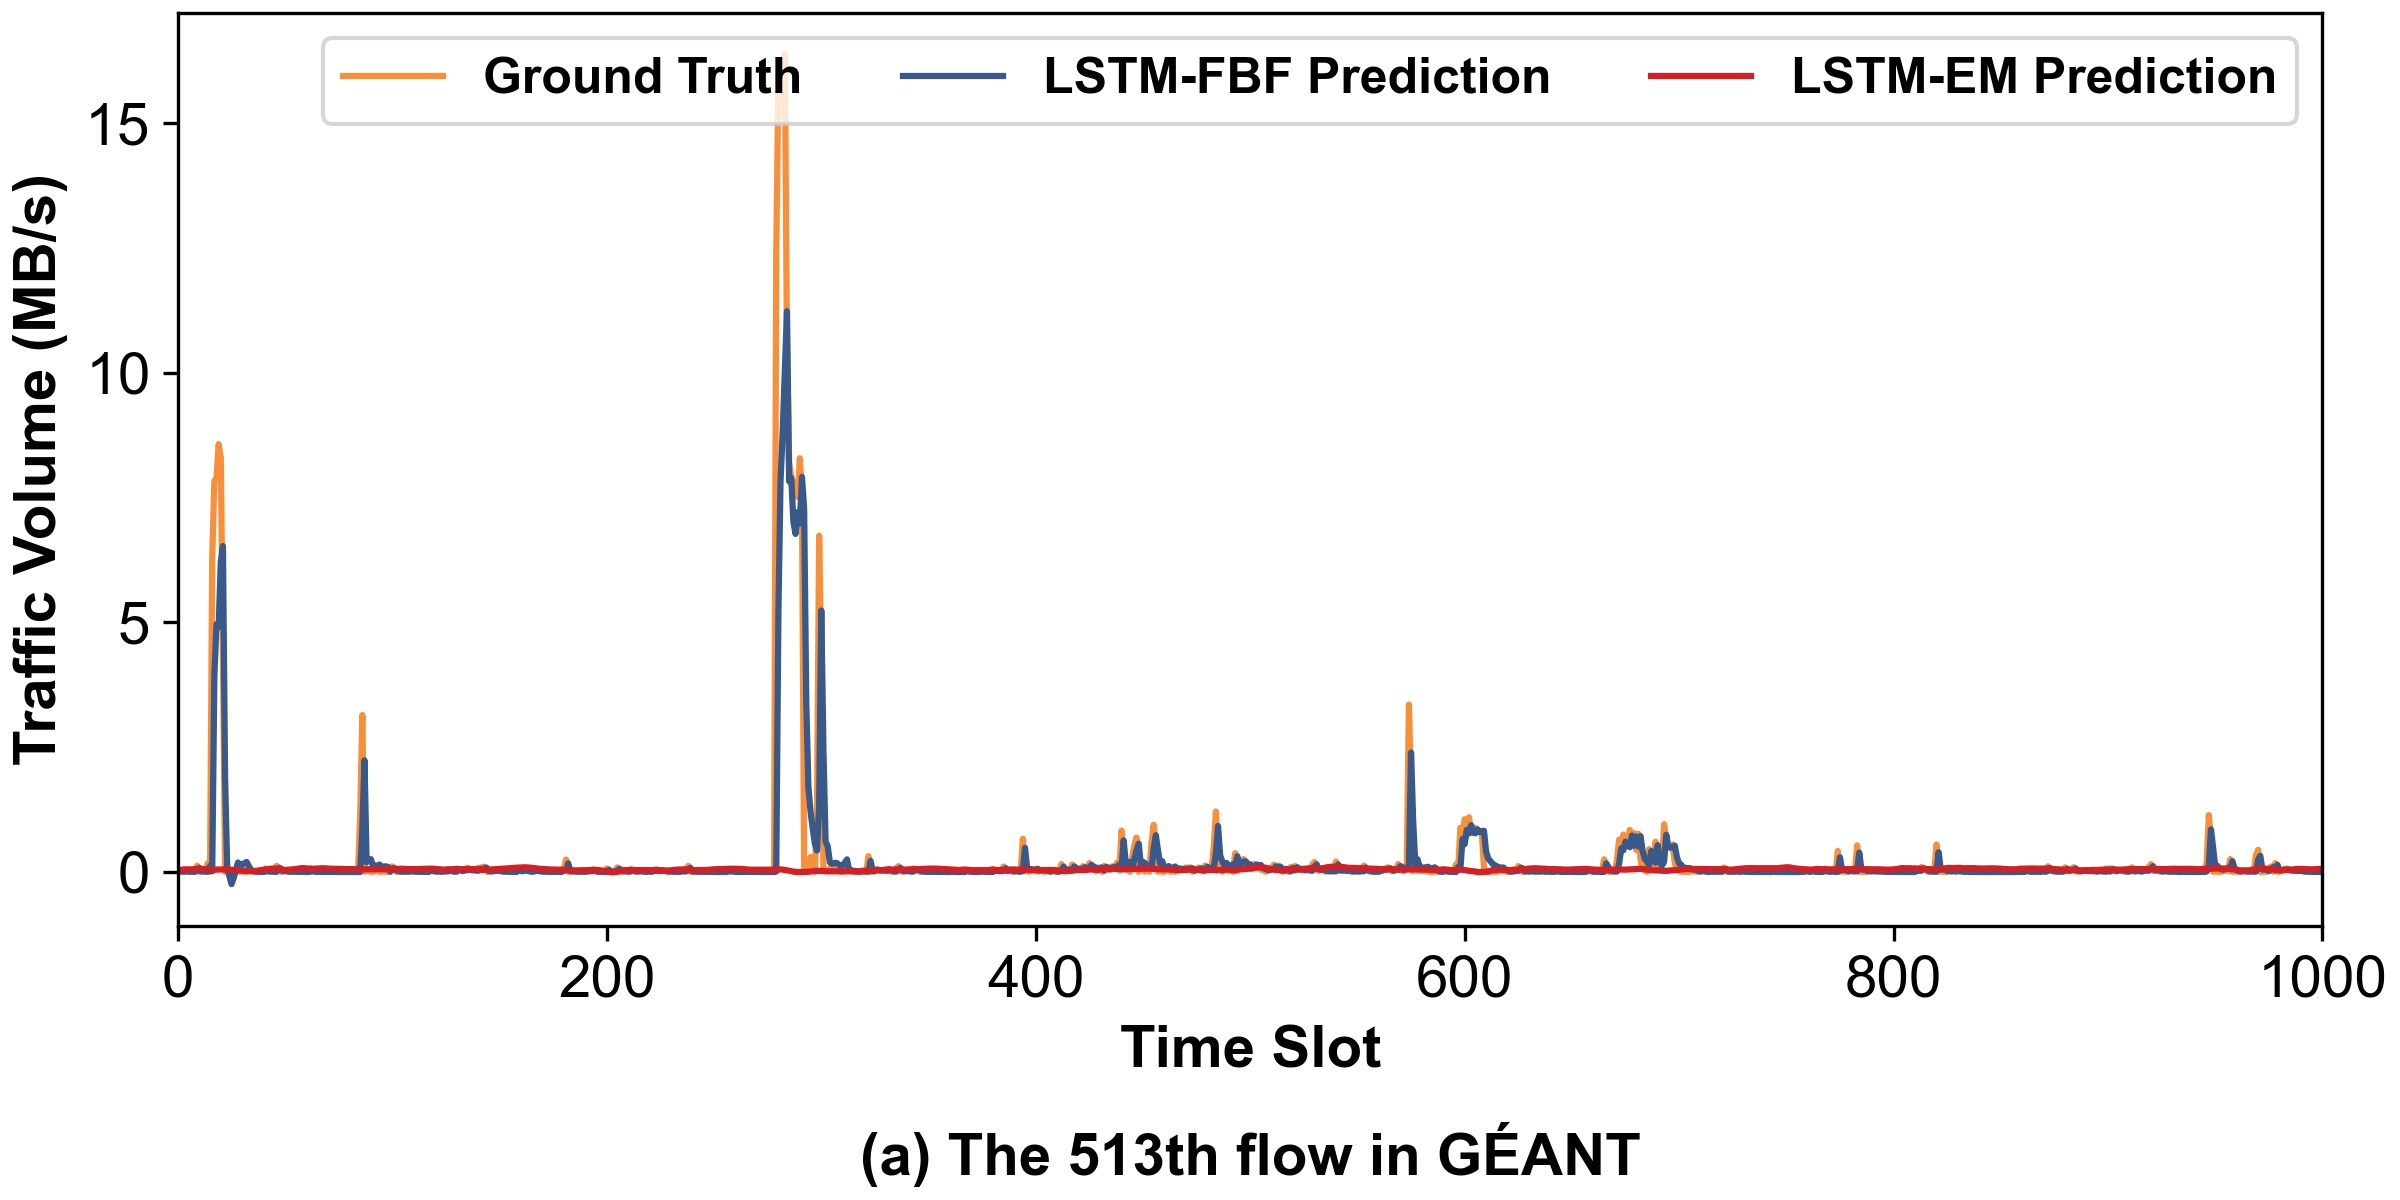 Ground Truth LSTM-FBF Prediction LSTM-EM Prediction
Traffic Volume (MB/s)
15
10
5
0
0 200 400 600 800 1000
Time Slot
(a) The 513th flow in GÉANT